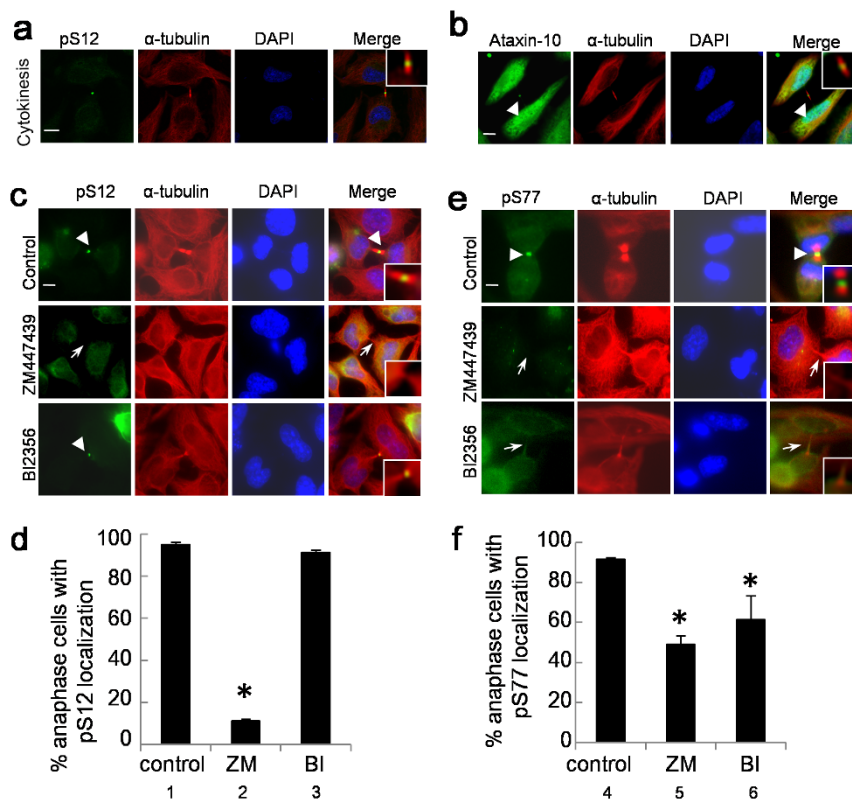 a
pS12 α-tubulin DAPI Merge
Cytokinesis
b
Ataxin-10 α-tubulin DAPI Merge
c
pS12 α-tubulin DAPI Merge
Control
ZM447439
BI2356
e
pS77 α-tubulin DAPI Merge
Control
ZM447439
BI2356
d
% anaphase cells with
pS12 localization
100
80
60
40
20
0
*
control ZM BI
1 2 3
f
% anaphase cells with
pS77 localization
100
80
60
40
20
0
* *
control ZM BI
4 5 6